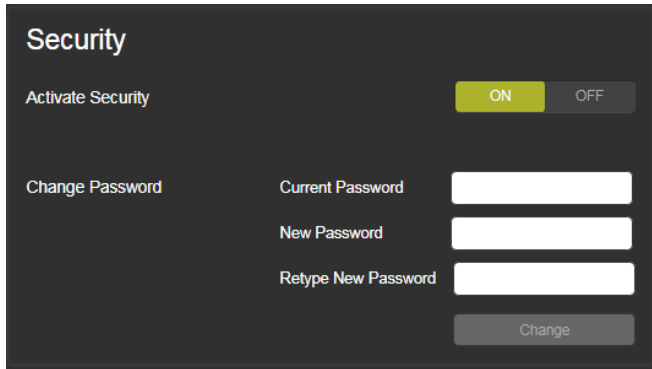 Security
Activate Security ON OFF
Change Password Current Password
New Password
Retype New Password
Change